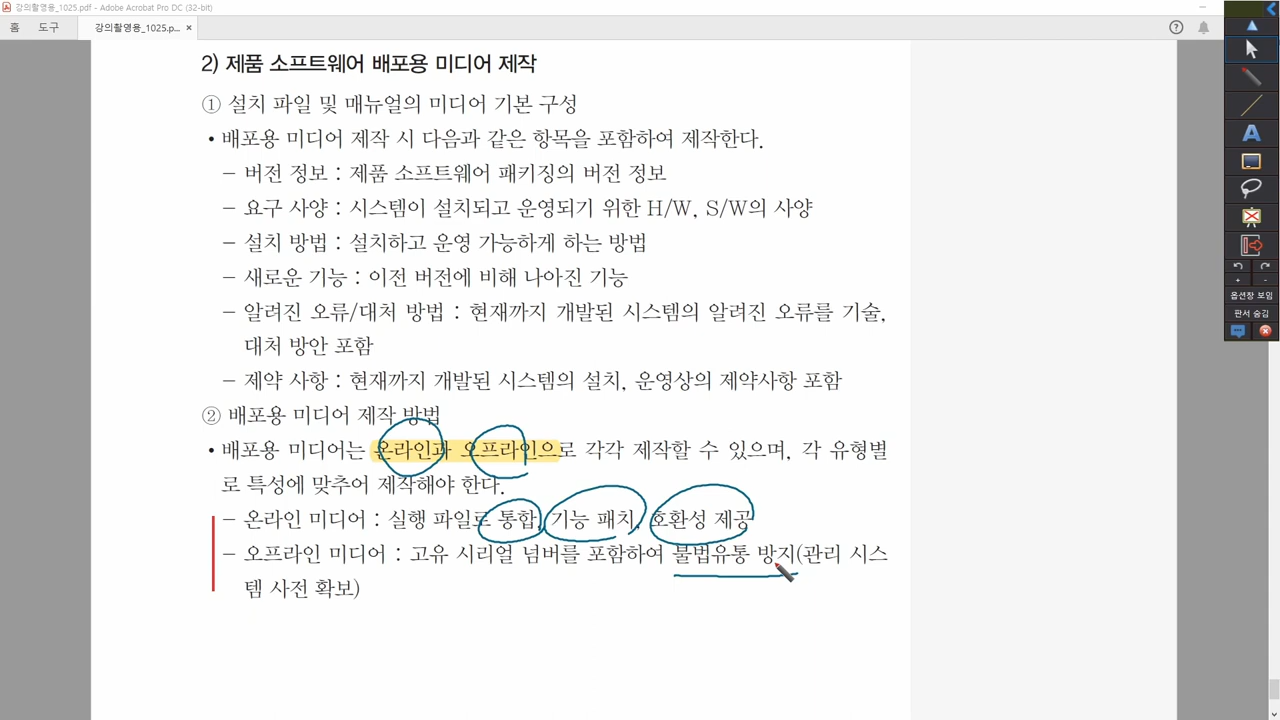 강의촬영용_1025.pdf - Adobe Acrobat Pro DC (32-bit)
홈 도구 강의촬영용_1025.p... ×
2) 제품 소프트웨어 배포용 미디어 제작
① 설치 파일 및 매뉴얼의 미디어 기본 구성
• 배포용 미디어 제작 시 다음과 같은 항목을 포함하여 제작한다.
– 버전 정보 : 제품 소프트웨어 패키징의 버전 정보
– 요구 사양 : 시스템이 설치되고 운영되기 위한 H/W, S/W의 사양
– 설치 방법 : 설치하고 운영 가능하게 하는 방법
– 새로운 기능 : 이전 버전에 비해 나아진 기능
– 알려진 오류/대처 방법 : 현재까지 개발된 시스템의 알려진 오류를 기술,
대처 방안 포함
– 제약 사항 : 현재까지 개발된 시스템의 설치, 운영상의 제약사항 포함
② 배포용 미디어 제작 방법
• 배포용 미디어는 온라인과 오프라인으로 각각 제작할 수 있으며, 각 유형별
로 특성에 맞추어 제작해야 한다.
– 온라인 미디어 : 실행 파일로 통합, 기능 패치, 호환성 제공
– 오프라인 미디어 : 고유 시리얼 넘버를 포함하여 불법유통 방지(관리 시스
템 사전 확보)
옵션창 보임
판서 숨김